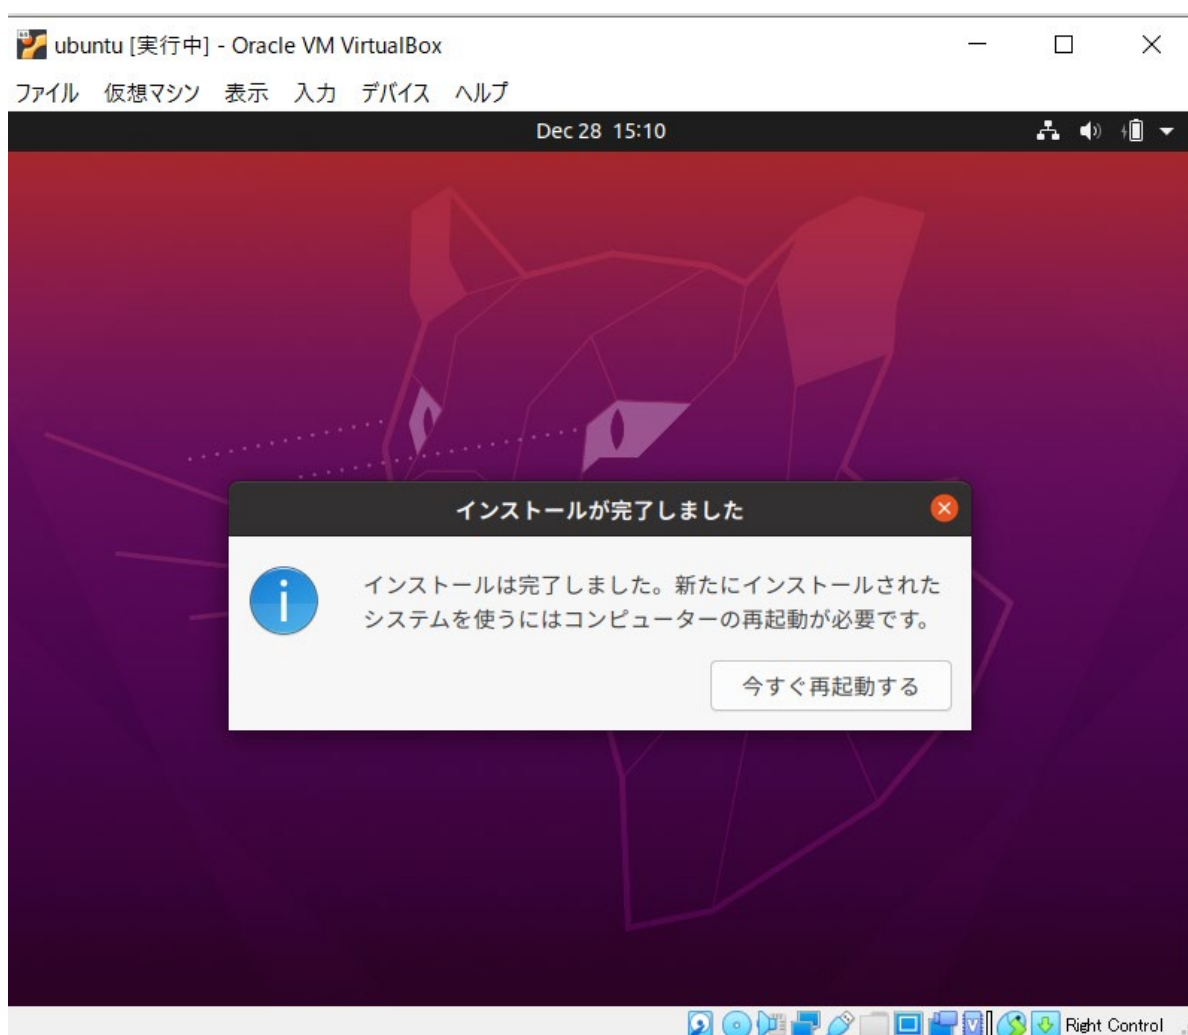 ubuntu [実行中] - Oracle VM VirtualBox
ファイル 仮想マシン 表示 入力 デバイス ヘルプ
Dec 28 15:10
インストールが完了しました
インストールは完了しました。新たにインストールされた
システムを使うにはコンピューターの再起動が必要です。
今すぐ再起動する
Right Control